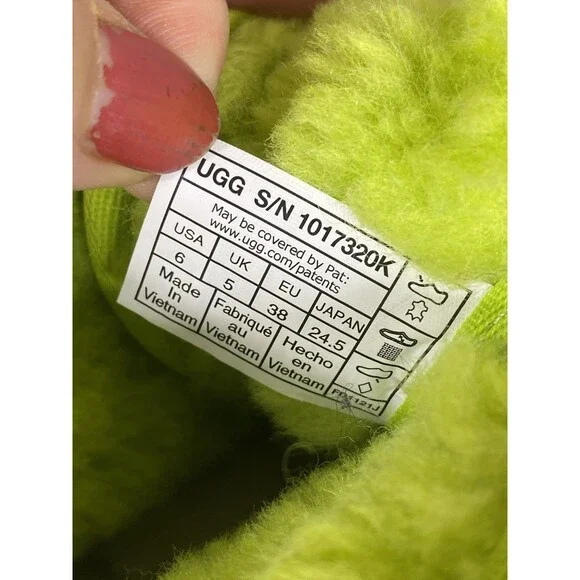 UGG S/N 1017320K
May be covered by Pat:
www.ugg.com/patents
USA UK EU JAPAN
6 5 38 24.5
Made In Vietnam
Fabriqué au Vietnam
Hecho en Vietnam